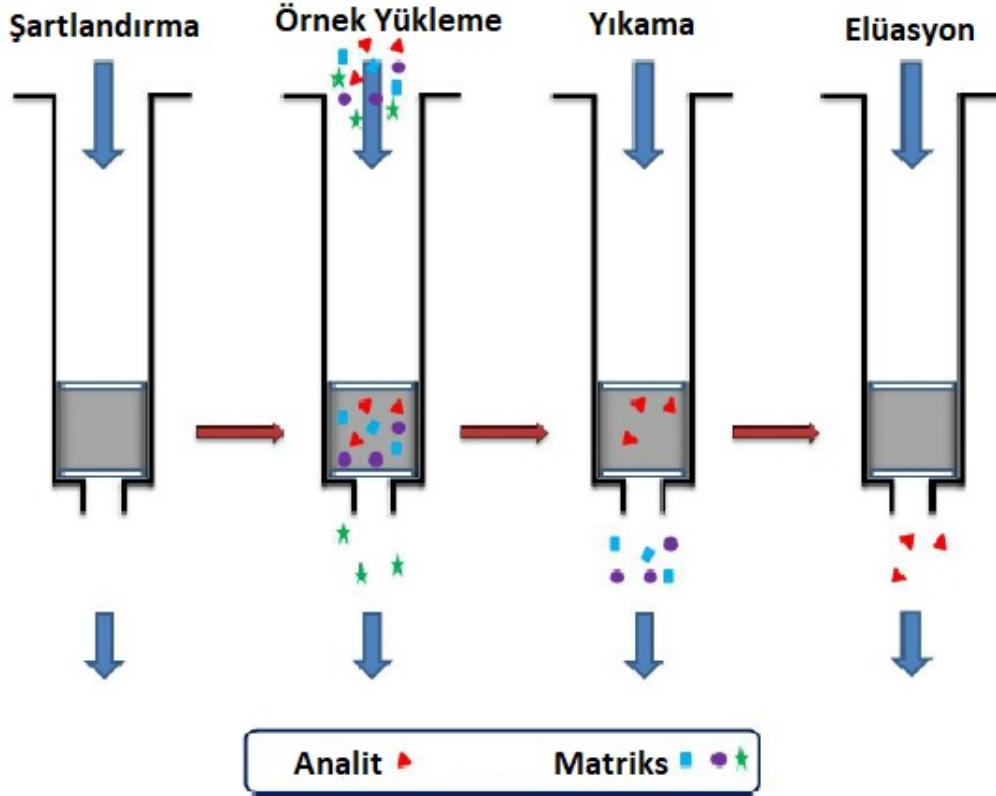 Şartlandırma
Örnek Yükleme
Yıkama
Elüasyon
Analit
Matriks